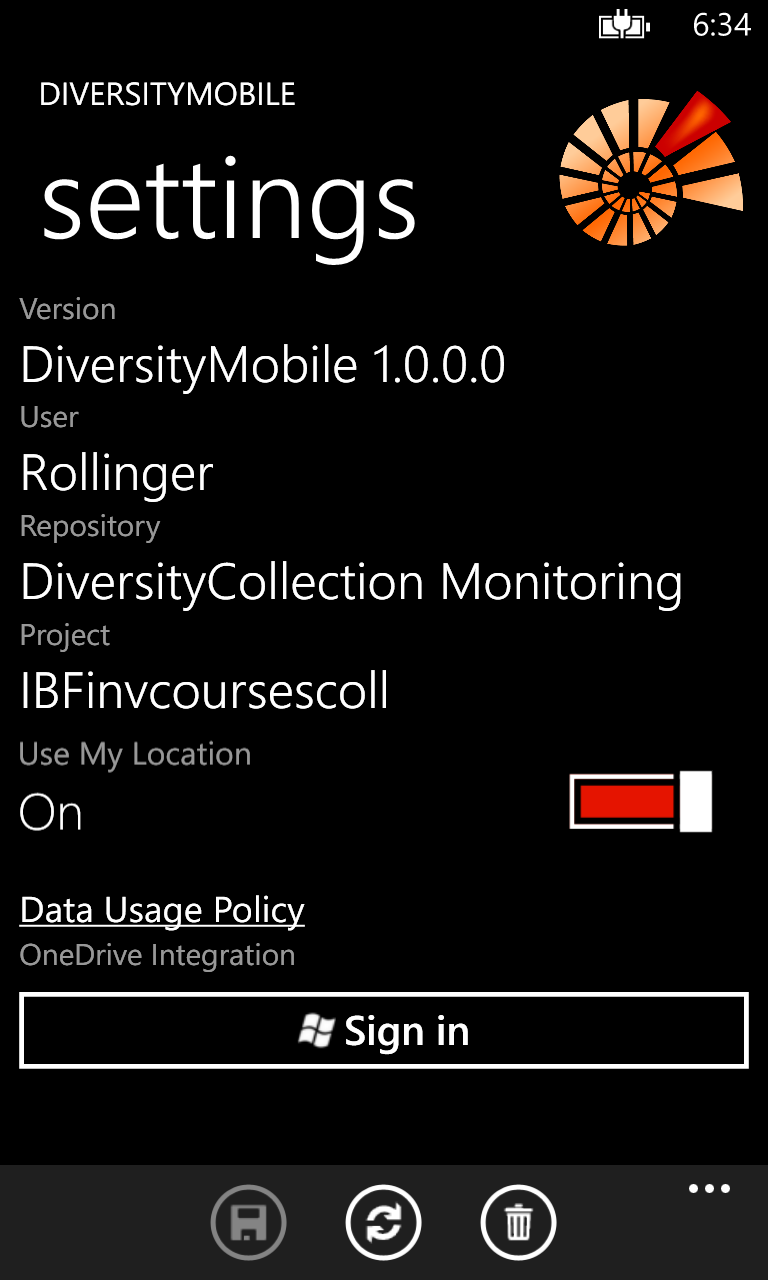 6:34
DIVERSITYMOBILE
settings
Version
DiversityMobile 1.0.0.0
User
Rollinger
Repository
DiversityCollection Monitoring
Project
IBFinvcoursescoll
Use My Location
On
Data Usage Policy
OneDrive Integration
Sign in